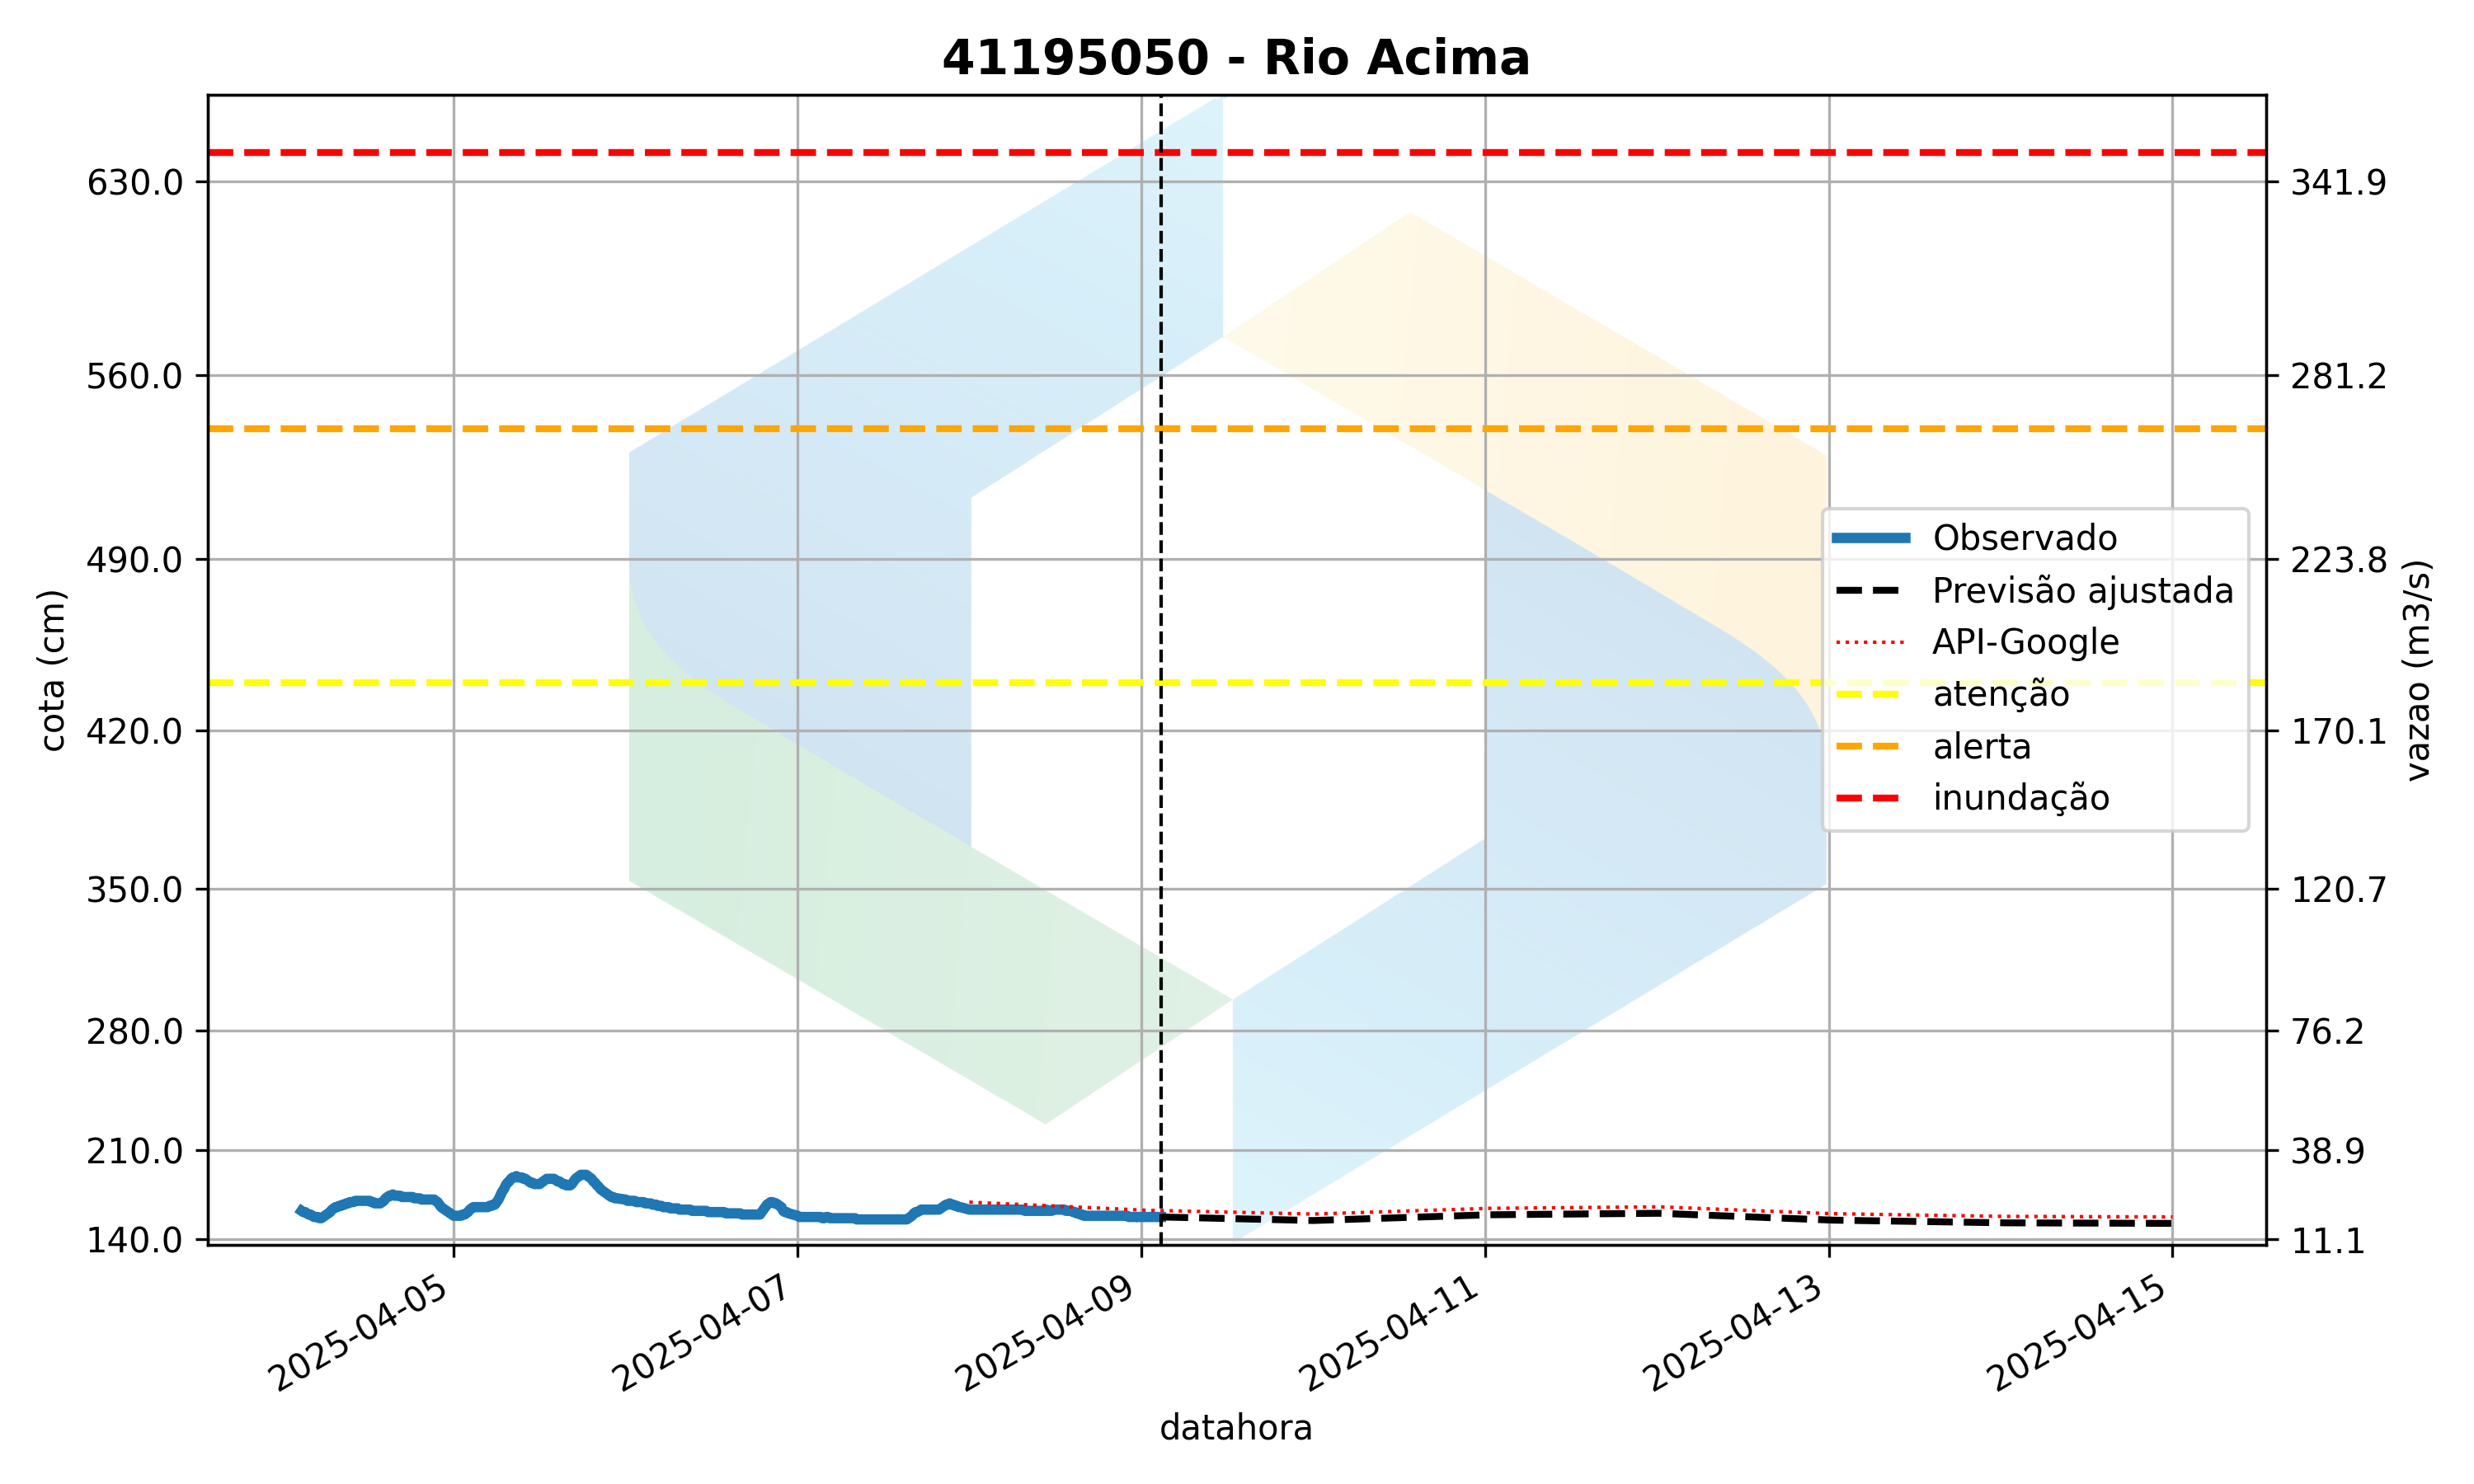 41195050 - Rio Acima
630.0
560.0
490.0
420.0
350.0
280.0
210.0
140.0
cota (cm)
341.9
281.2
223.8
170.1
120.7
76.2
38.9
11.1
vazao (m3/s)
Observado
Previsão ajustada
API-Google
atenção
alerta
inundação
2025-04-05
2025-04-07
2025-04-09
2025-04-11
2025-04-13
2025-04-15
datahora